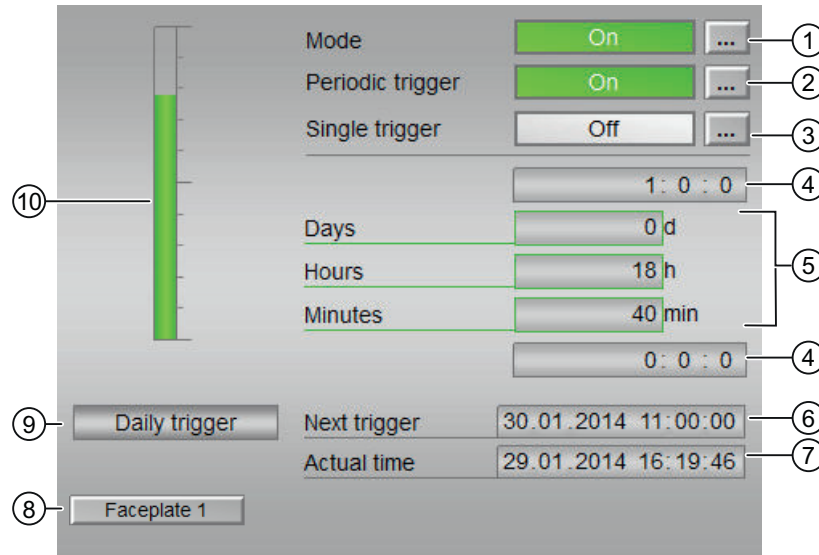 Mode On ... 1
Periodic trigger On ... 2
Single trigger Off ... 3
1: 0 : 0 4
10
Days 0 d
Hours 18 h 5
Minutes 40 min
0: 0 : 0 4
9 Daily trigger Next trigger 30.01.2014 11:00:00 6
Actual time 29.01.2014 16:19:46 7
8 Faceplate 1